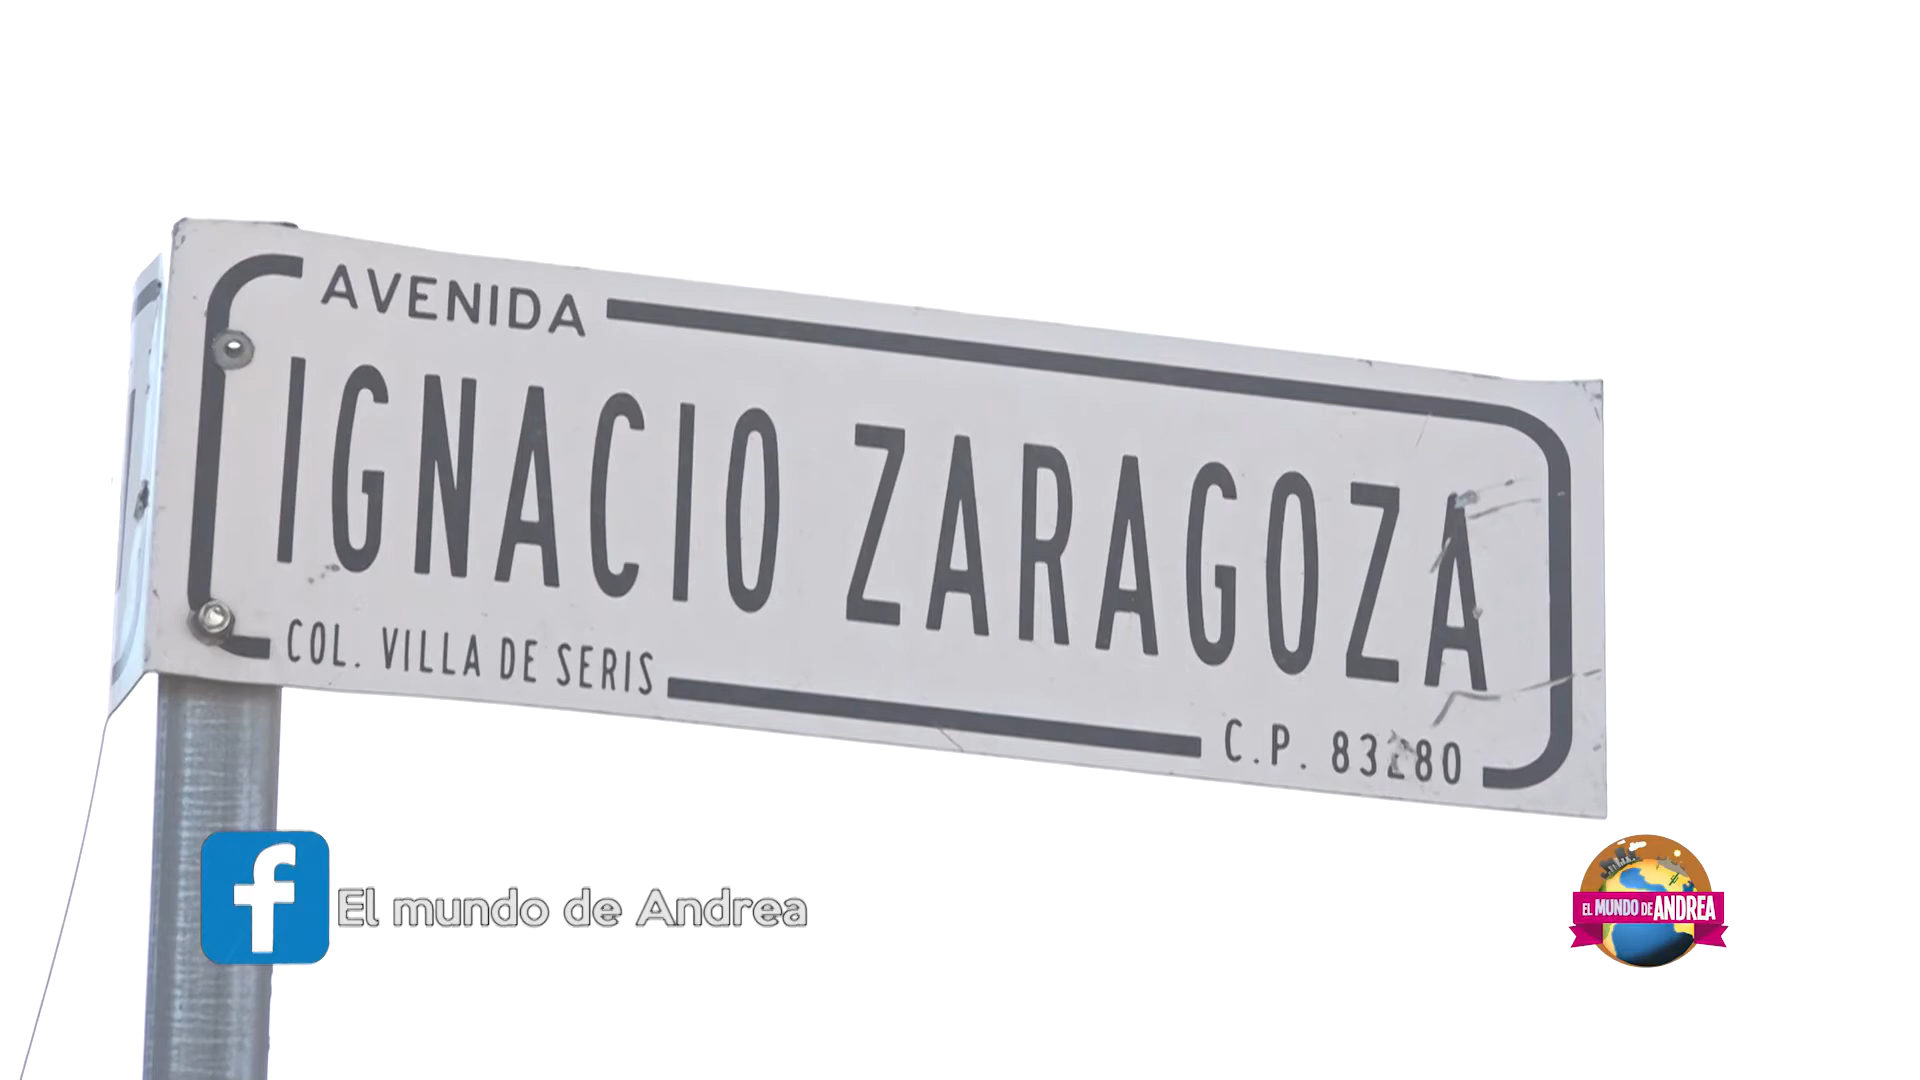 AVENIDA
IGNACIO ZARAGOZA
COL. VILLA DE SERIS
C.P. 83280
El mundo de Andrea
EL MUNDO DE ANDREA